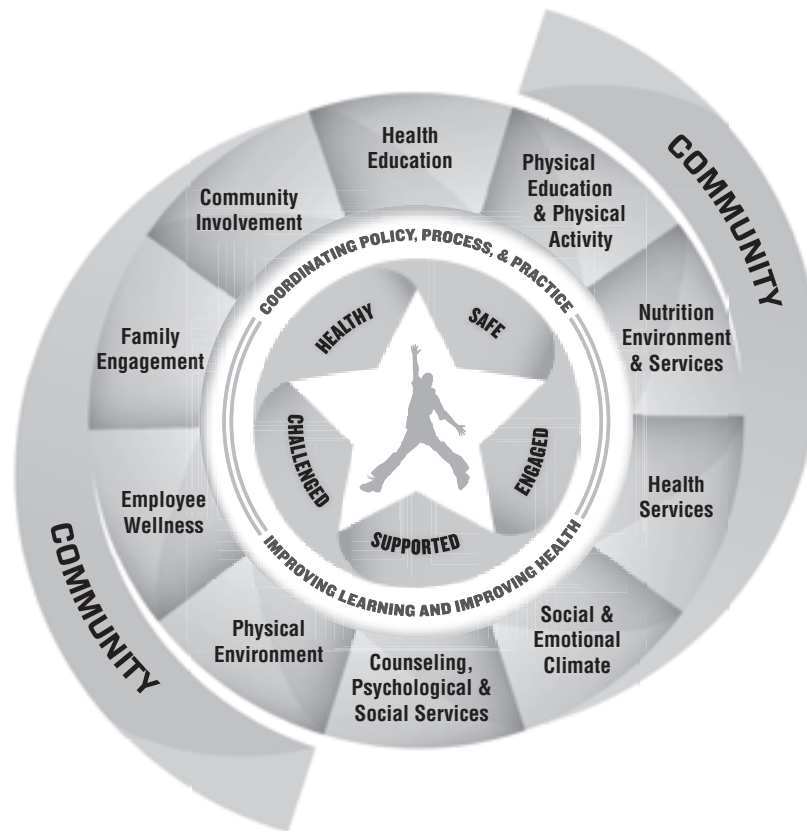 COMMUNITY
Health
Education
Physical
Education
& Physical
Activity
Nutrition
Environment
& Services
Health
Services
Social &
Emotional
Climate
Counseling,
Psychological &
Social Services
Physical
Environment
Employee
Wellness
Family
Engagement
Community
Involvement
COORDINATING POLICY, PROCESS, & PRACTICE
IMPROVING LEARNING AND IMPROVING HEALTH
HEALTHY
SAFE
ENGAGED
SUPPORTED
CHALLENGED
COMMUNITY